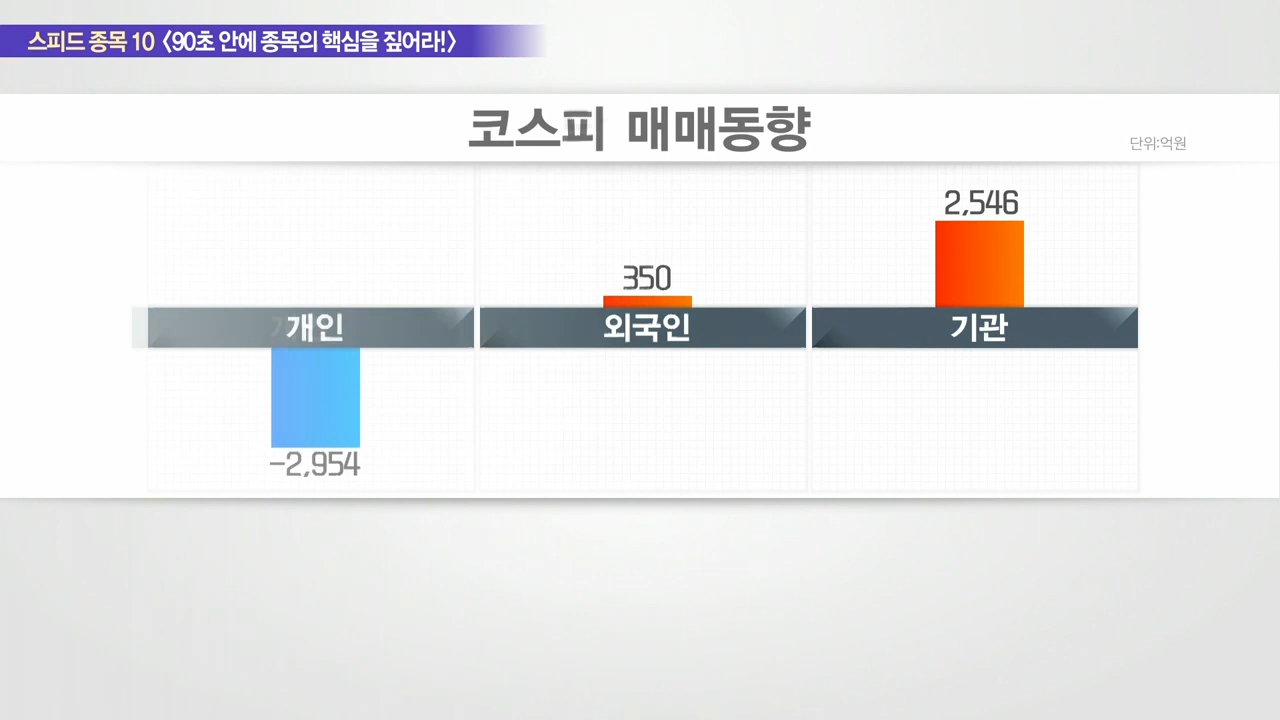 스피드 종목 10 〈90초 안에 종목의 핵심을 짚어라!〉
코스피 매매동향
단위:억원
2,546
350
개인 외국인 기관
-2,954